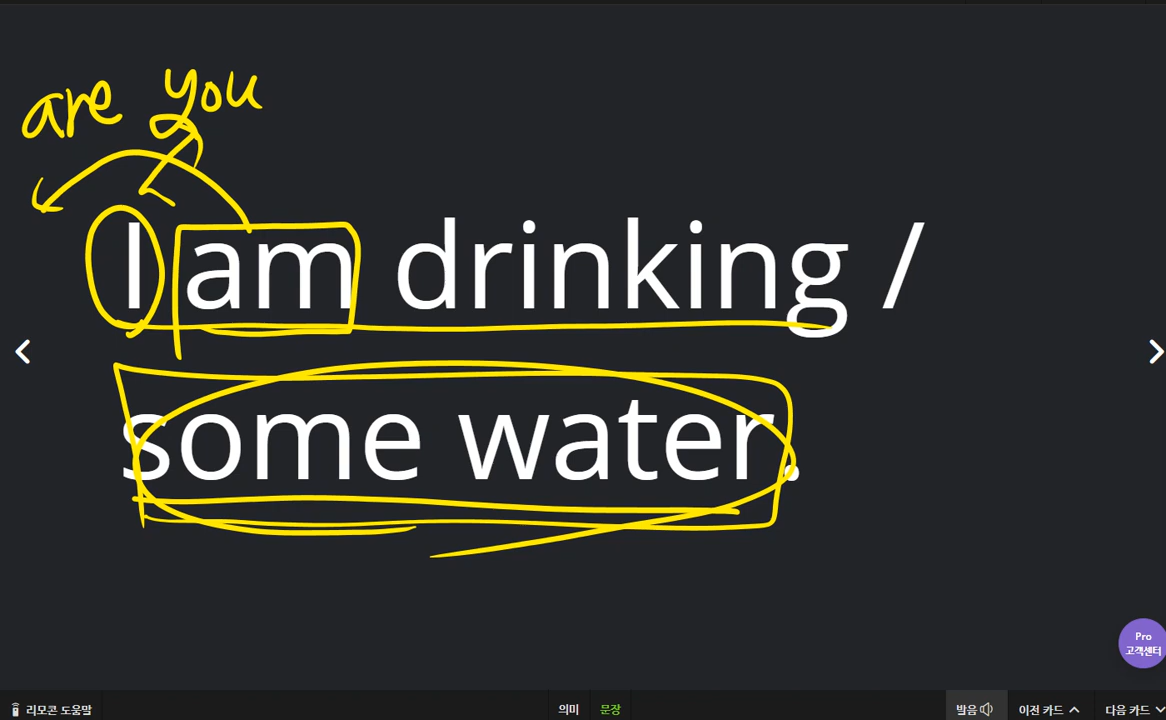 are you
I am drinking /
some water.
Pro
고객센터
리모콘 도움말 의미 문장 발음 이전 카드 다음 카드